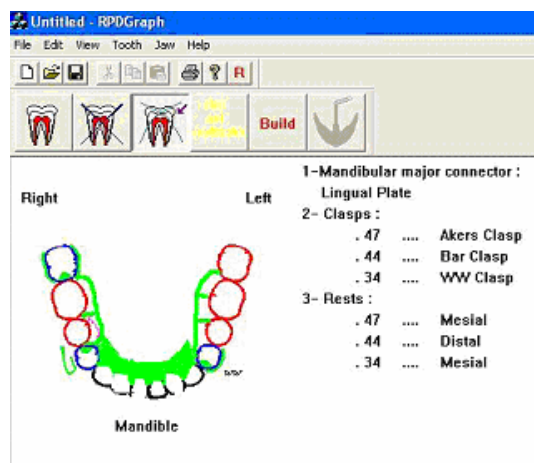 Untitled - RPDGraph
File Edit View Tooth Jaw Help
R
Build
1-Mandibular major connector :
Lingual Plate
Right Left
2- Clasps :
. 47 .... Akers Clasp
. 44 .... Bar Clasp
. 34 .... WW Clasp
3- Rests :
. 47 .... Mesial
. 44 .... Distal
. 34 .... Mesial
ww
Mandible